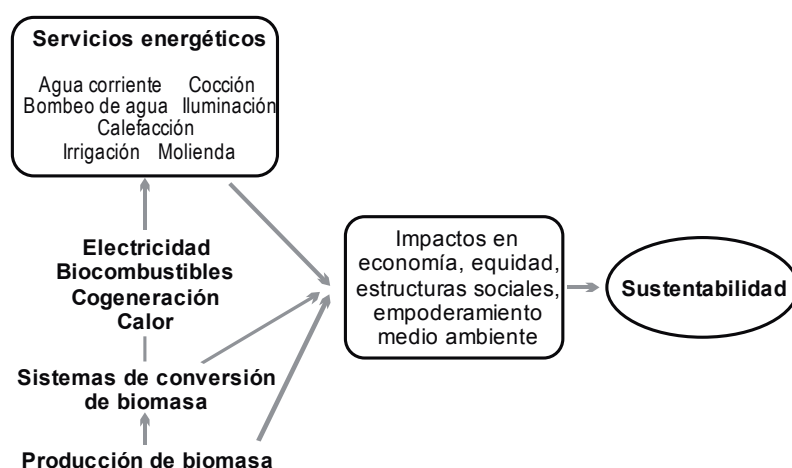 Servicios energéticos
Agua corriente Cocción
Bombeo de agua Iluminación
Calefacción
Irrigación Molienda
Electricidad
Biocombustibles
Cogeneración
Calor
Sistemas de conversión
de biomasa
Producción de biomasa
Impactos en
economía, equidad,
estructuras sociales,
empoderamiento
medio ambiente
Sustentabilidad